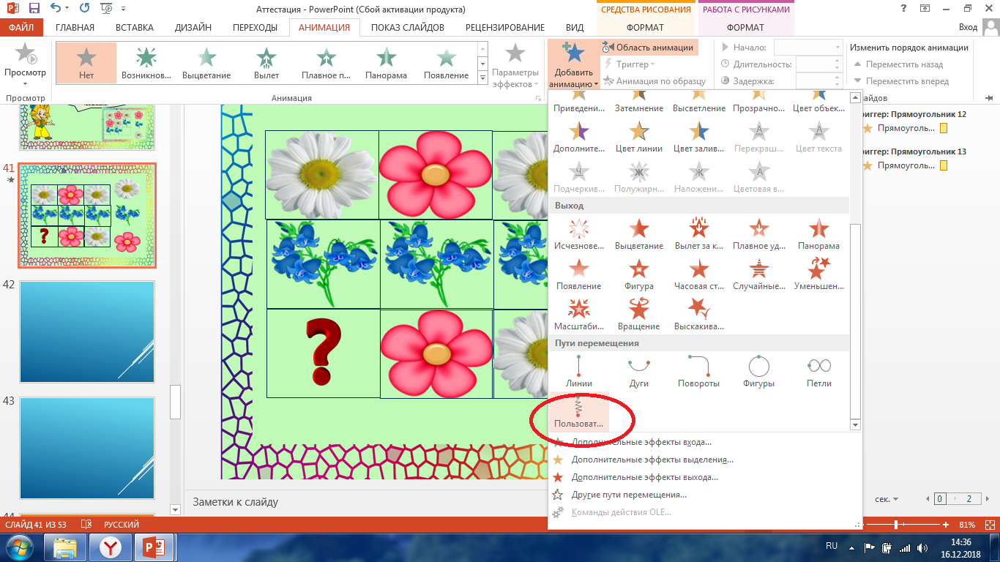 Аттестация - PowerPoint (Сбой активации продукта)
СРЕДСТВА РИСОВАНИЯ
РАБОТА С РИСУНКАМИ
?
ФАЙЛ
ГЛАВНАЯ
ВСТАВКА
ДИЗАЙН
ПЕРЕХОДЫ
АНИМАЦИЯ
ПОКАЗ СЛАЙДОВ
РЕЦЕНЗИРОВАНИЕ
ВИД
ФОРМАТ
ФОРМАТ
Вход
Просмотр
Нет
Возникнов...
Выцветание
Вылет
Плавное п...
Панорама
Появление
Параметры
эффектов
Добавить
анимацию
Область анимации
Триггер
Анимация по образцу
Начало:
Длительность:
Задержка:
Изменить порядок анимации
Переместить назад
Переместить вперед
Просмотр
Анимация
йдов
Приведени...
Затемнение
Высветление
Прозрачно...
Цвет объек...
Дополните...
Цвет линии
Цвет залив...
Перекраш...
Цвет текста
Подчеркив...
Полужирн...
Наложени...
Цветовая в...
Выход
Исчезнове...
Выцветание
Вылет за к...
Плавное уд...
Панорама
Появление
Фигура
Часовая ст...
Случайные...
Уменьшен...
Масштаби...
Вращение
Выскакива...
Пути перемещения
Линии
Дуги
Повороты
Фигуры
Петли
Пользоват...
Дополнительные эффекты входа...
Дополнительные эффекты выделения...
Дополнительные эффекты выхода...
Другие пути перемещения...
Команды действия OLE...
риггер: Прямоугольник 12
Прямоуголь...
риггер: Прямоугольник 13
Прямоуголь...
41
42
43
44
?
?
Заметки к слайду
сек.
0
2
СЛАЙД 41 ИЗ 53
РУССКИЙ
81%
RU
14:36
16.12.2018